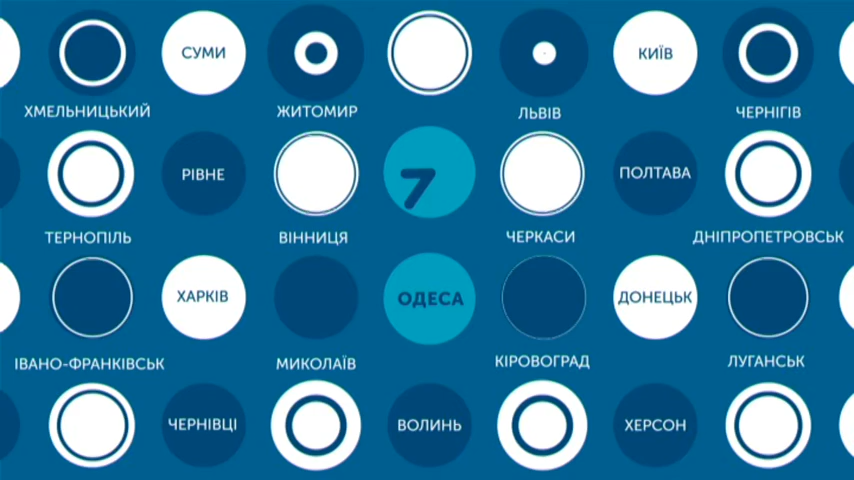 СУМИ
КИЇВ
ХМЕЛЬНИЦЬКИЙ
ЖИТОМИР
ЛЬВІВ
ЧЕРНІГІВ
РІВНЕ
7
ПОЛТАВА
ТЕРНОПІЛЬ
ВІННИЦЯ
ЧЕРКАСИ
ДНІПРОПЕТРОВСЬК
ХАРКІВ
ОДЕСА
ДОНЕЦЬК
ІВАНО-ФРАНКІВСЬК
МИКОЛАЇВ
КІРОВОГРАД
ЛУГАНСЬК
ЧЕРНІВЦІ
ВОЛИНЬ
ХЕРСОН